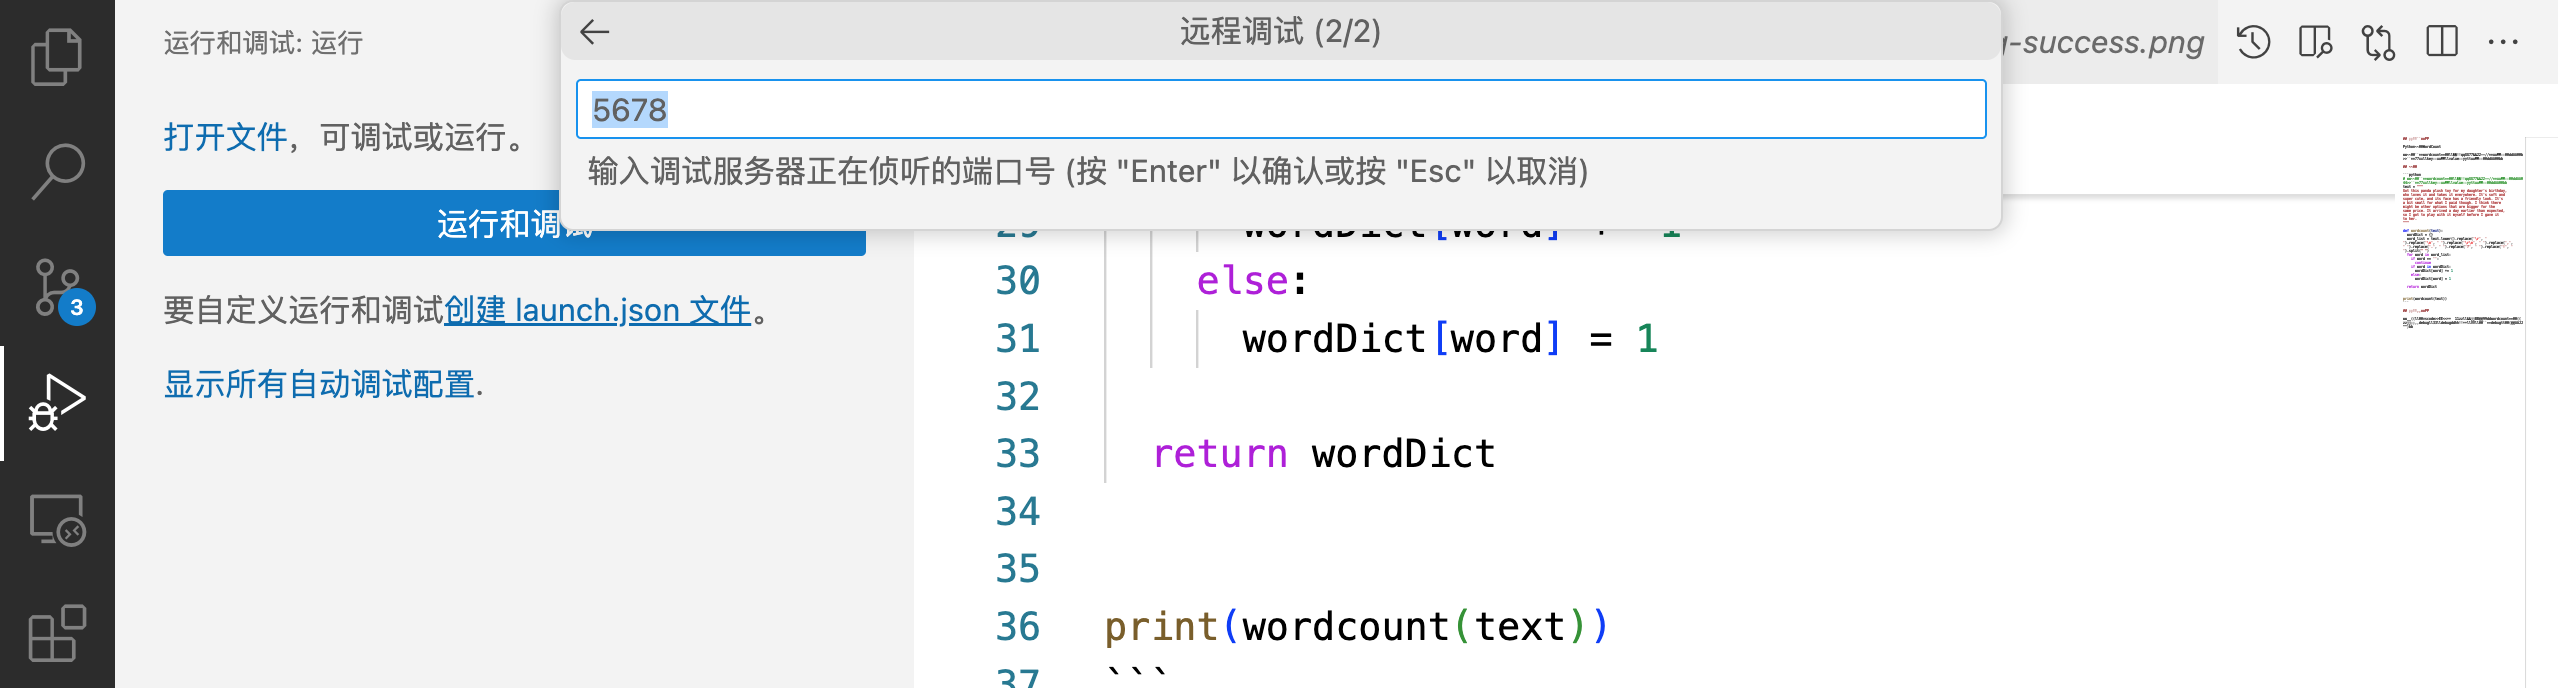 运行和调试: 运行
打开文件，可调试或运行。
运行和调试
要自定义运行和调试创建 launch.json 文件。
显示所有自动调试配置.
3
远程调试 (2/2)
5678
输入调试服务器正在侦听的端口号 (按 "Enter" 以确认或按 "Esc" 以取消)
-success.png
29 wordDict[word] + 1
30 else:
31 wordDict[word] = 1
32
33 return wordDict
34
35
36 print(wordcount(text))
37 ```